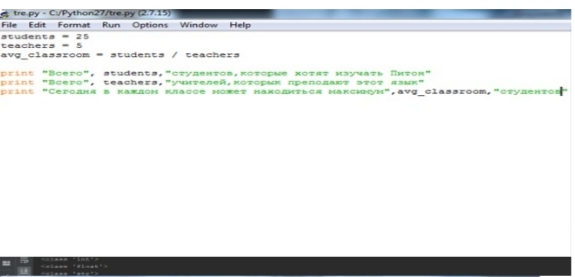 tre.py - C:/Python27/tre.py (2.7.15)
File Edit Format Run Options Window Help
students = 25
teachers = 5
avg_classroom = students / teachers
print "Всего", students,"студентов,которые хотят изучать Питон"
print "Всего", teachers,"учителей,которых преподают этот язык"
print "Сегодня в каждом классе может находиться максимум",avg_classroom,"студентов"
<class 'int'>
<class 'float'>
<class 'str'>